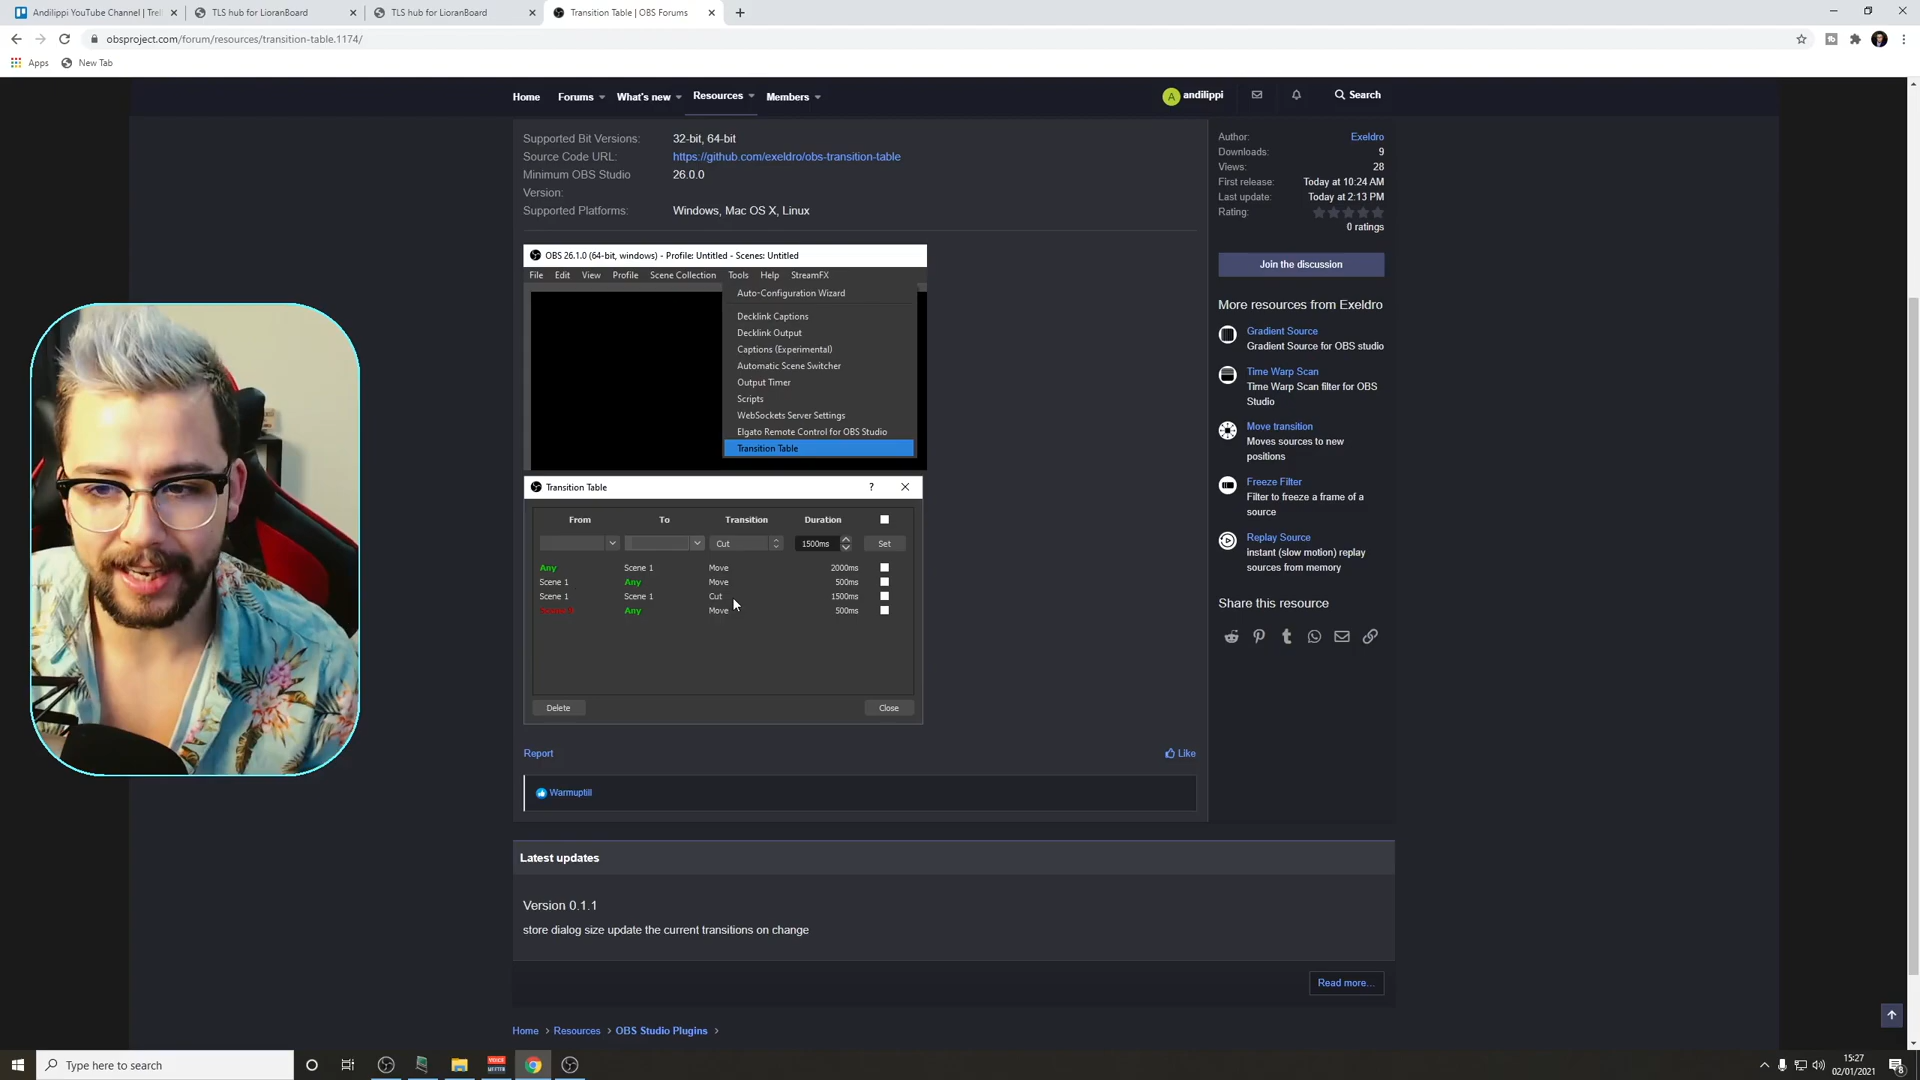 Andilippi YouTube Channel | Trel
TLS hub for LioranBoard
TLS hub for LioranBoard
Transition Table | OBS Forums
obsproject.com/forum/resources/transition-table.1174/
Apps
New Tab
Home
Forums
What's new
Resources
Members
A
andilippi
Search
Supported Bit Versions:
32-bit, 64-bit
Source Code URL:
https://github.com/exeldro/obs-transition-table
Minimum OBS Studio Version:
26.0.0
Supported Platforms:
Windows, Mac OS X, Linux
OBS 26.1.0 (64-bit, windows) - Profile: Untitled - Scenes: Untitled
File Edit View Profile Scene Collection Tools Help StreamFX
Auto-Configuration Wizard
Decklink Captions
Decklink Output
Captions (Experimental)
Automatic Scene Switcher
Output Timer
Scripts
WebSockets Server Settings
Elgato Remote Control for OBS Studio
Transition Table
Transition Table ?
From To Transition Duration
Cut 1500ms Set
Any Scene 1 Move 2000ms
Scene 1 Any Move 500ms
Scene 1 Scene 1 Cut 1500ms
Any Move 500ms
Delete Close
Report
Like
Warmuptill
Latest updates
Version 0.1.1
store dialog size update the current transitions on change
Read more...
Home > Resources > OBS Studio Plugins >
Author: Exeldro
Downloads: 9
Views: 28
First release: Today at 10:24 AM
Last update: Today at 2:13 PM
Rating:
0 ratings
Join the discussion
More resources from Exeldro
Gradient Source
Gradient Source for OBS studio
Time Warp Scan
Time Warp Scan filter for OBS
Studio
Move transition
Moves sources to new
positions
Freeze Filter
Filter to freeze a frame of a
source
Replay Source
instant (slow motion) replay
sources from memory
Share this resource
Type here to search
15:27
02/01/2021